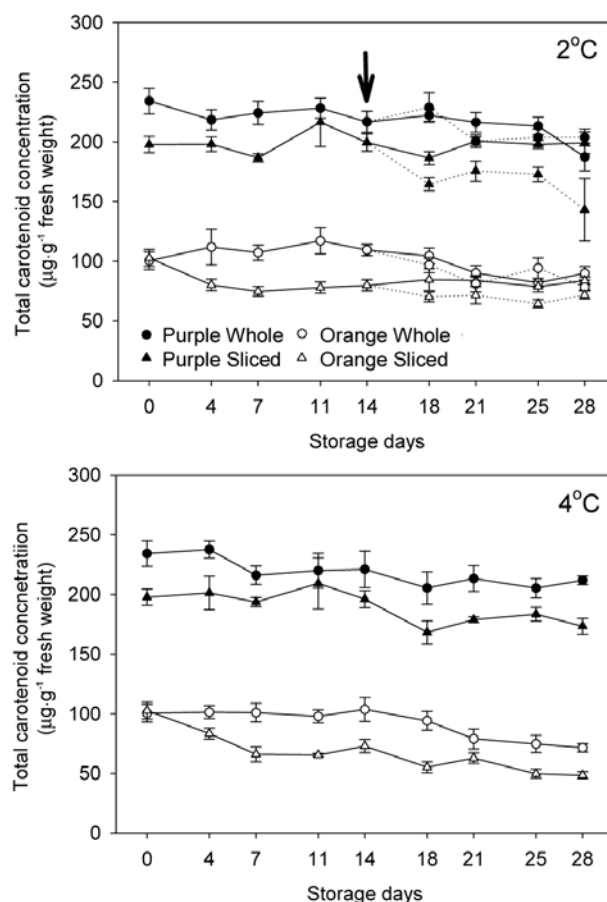 300
250
200
150
100
50
0
Total carotenoid concentration
(µg·g⁻¹ fresh weight)
2°C
Purple Whole
Orange Whole
Purple Sliced
Orange Sliced
0 4 7 11 14 18 21 25 28
Storage days
300
250
200
150
100
50
0
Total carotenoid concnetratiion
(µg·g⁻¹ fresh weight)
4°C
0 4 7 11 14 18 21 25 28
Storage days